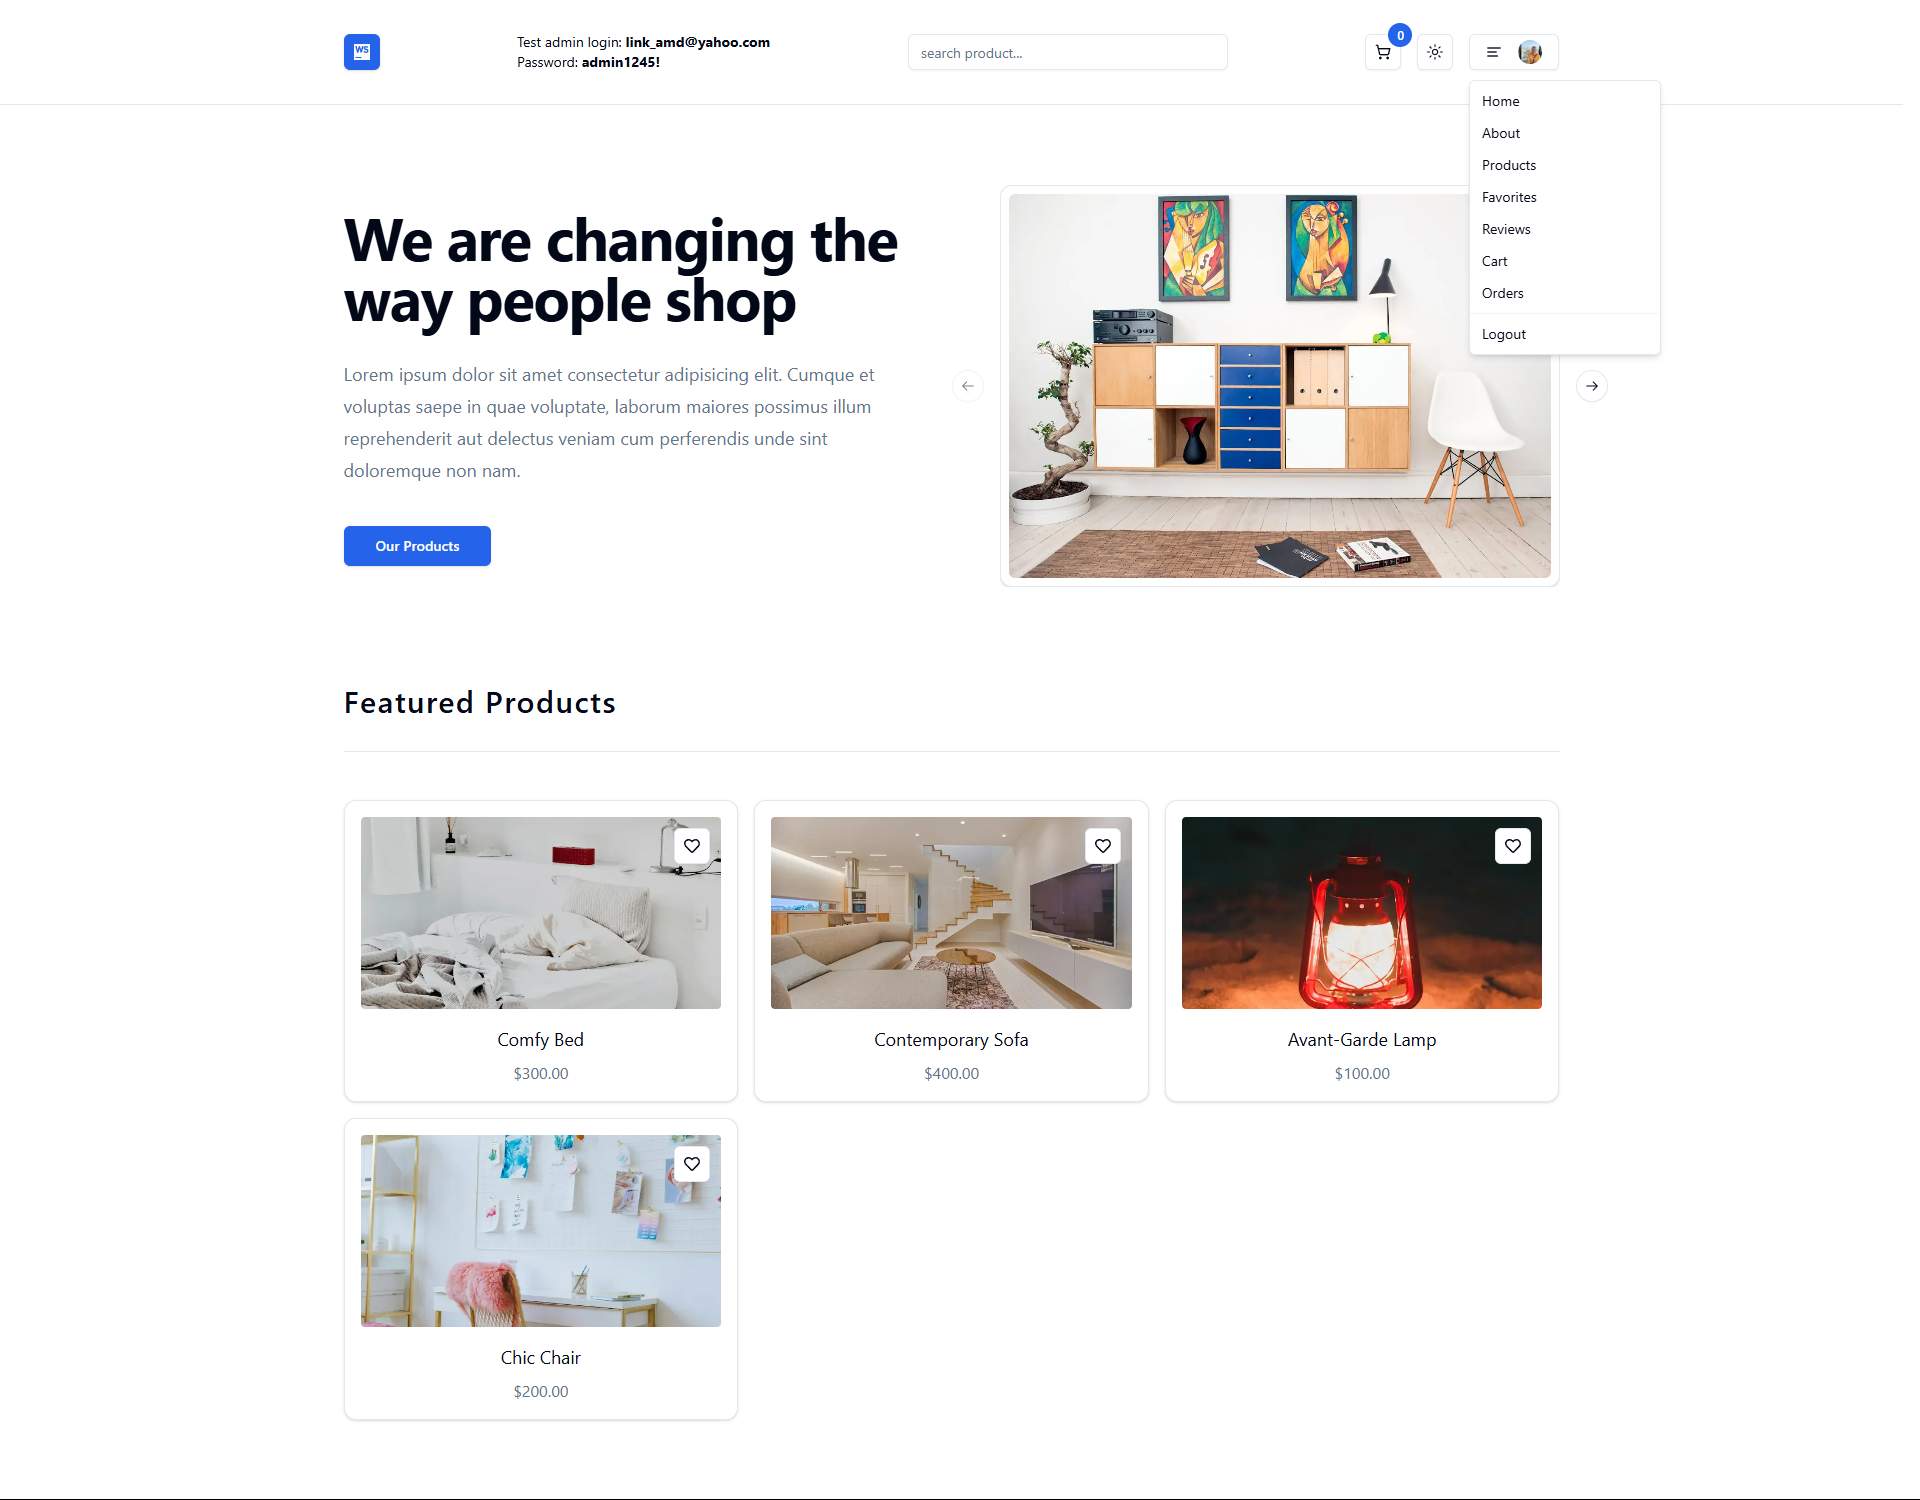 WS
Test admin login: link_amd@yahoo.com
Password: admin1245!
search product...
0
Home
About
Products
Favorites
Reviews
Cart
Orders
Logout
We are changing the
way people shop
Lorem ipsum dolor sit amet consectetur adipisicing elit. Cumque et
voluptas saepe in quae voluptate, laborum maiores possimus illum
reprehenderit aut delectus veniam cum perferendis unde sint
doloremque non nam.
Our Products
Featured Products
Comfy Bed
$300.00
Contemporary Sofa
$400.00
Avant-Garde Lamp
$100.00
Chic Chair
$200.00